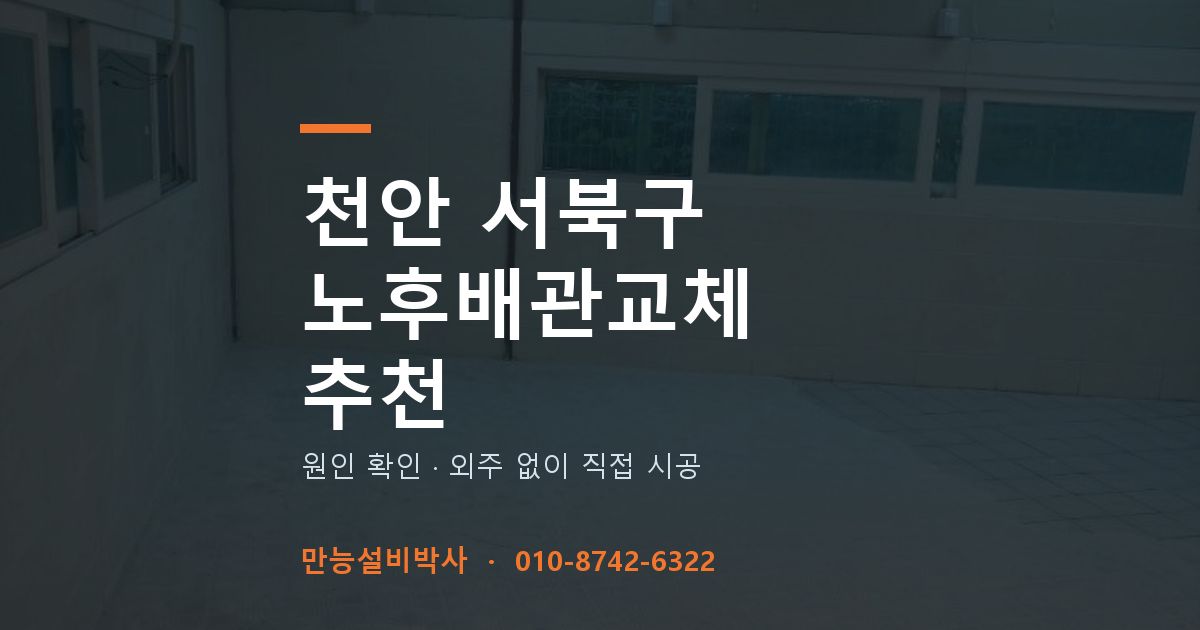 천안 서북구
노후배관교체
추천
원인 확인 · 외주 없이 직접 시공
만능설비박사 · 010-8742-6322